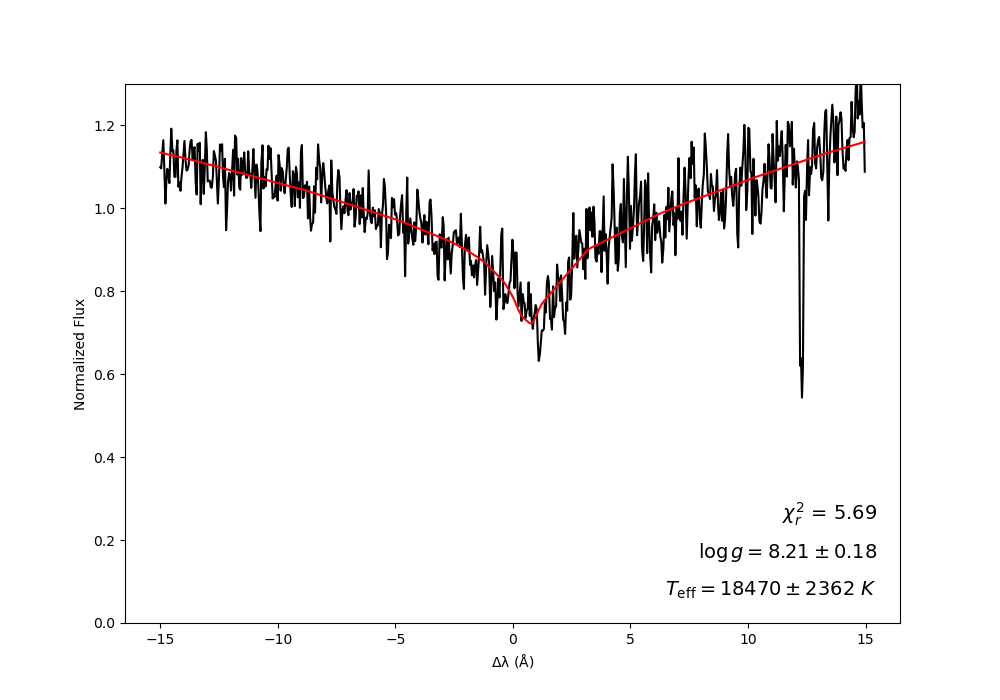 1.2
1.0
0.8
0.6
0.4
0.2
0.0
Normalized Flux
χ²ᵣ = 5.69
log g = 8.21 ± 0.18
T_eff = 18470 ± 2362 K
−15 −10 −5 0 5 10 15
Δλ (Å)